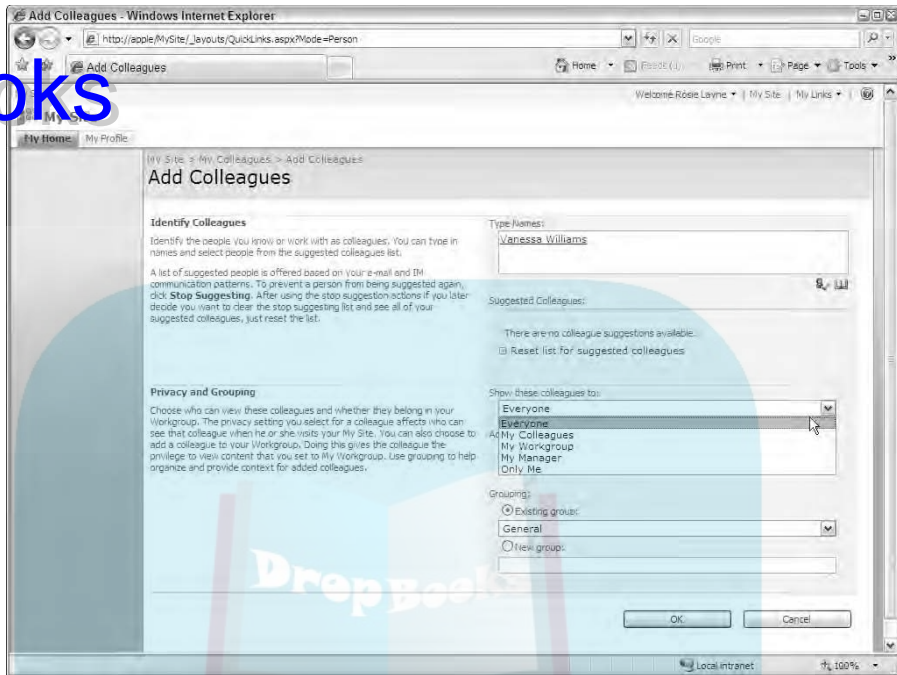 Add Colleagues - Windows Internet Explorer
http://apple/MySite/_layouts/QuickLinks.aspx?Mode=Person
Google
Add Colleagues
Home
Print
Page
Tools
oks
Welcome Rosie Layne | My Site | My Links
My Home
My Profile
My Site > My Colleagues > Add Colleagues
Add Colleagues
Identify Colleagues
Identify the people you know or work with as colleagues. You can type in
names and select people from the suggested colleagues list.
A list of suggested people is offered based on your e-mail and IM
communication patterns. To prevent a person from being suggested again,
click Stop Suggesting. After using the stop suggestion actions if you later
decide you want to clear the stop suggesting list and see all of your
suggested colleagues, just reset the list.
Type Names:
Vanessa Williams
Suggested Colleagues:
There are no colleague suggestions available.
Reset list for suggested colleagues
Privacy and Grouping
Choose who can view these colleagues and whether they belong in your
Workgroup. The privacy setting you select for a colleague affects who can
see that colleague when he or she visits your My Site. You can also choose to
add a colleague to your Workgroup. Doing this gives the colleague the
privilege to view content that you set to My Workgroup. Use grouping to help
organize and provide context for added colleagues.
Show these colleagues to:
Everyone
Everyone
My Colleagues
My Workgroup
My Manager
Only Me
Grouping:
Existing group:
General
New group:
DropBooks
OK
Cancel
Local intranet
100%